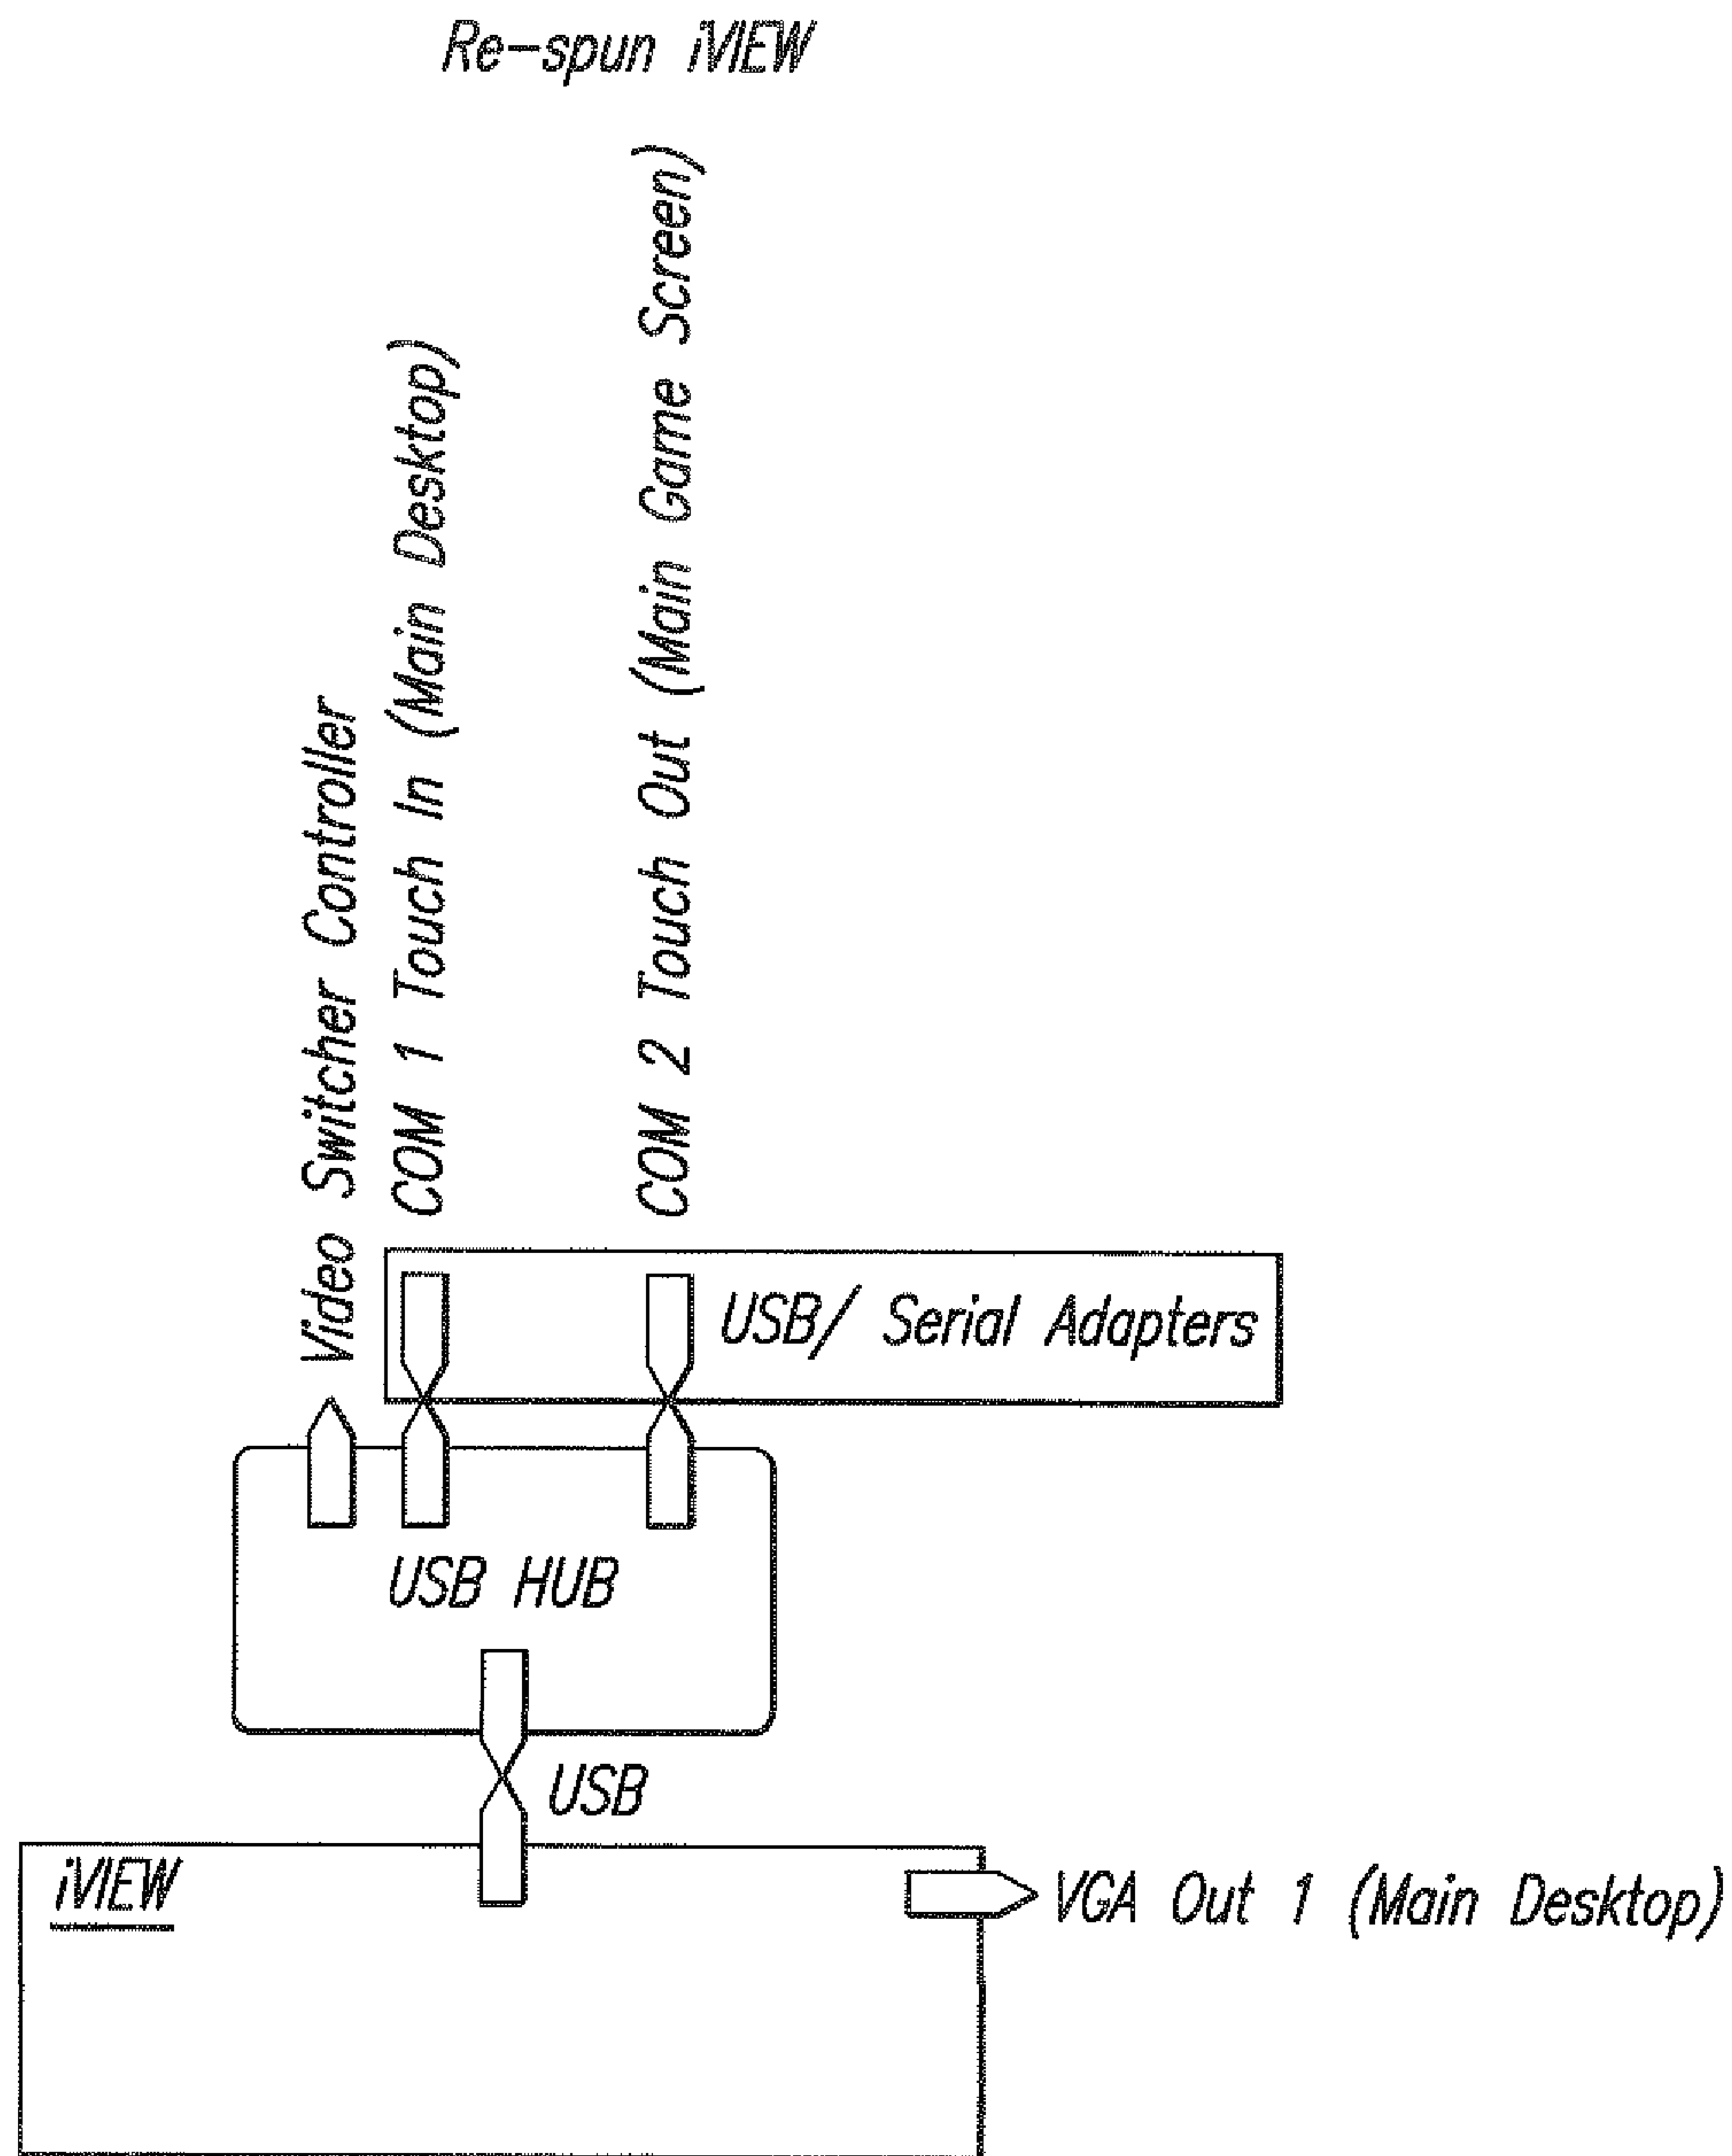 Re-spun iVIEW
Video Switcher Controller
COM 1 Touch In (Main Desktop)
COM 2 Touch Out (Main Game Screen)
USB/ Serial Adapters
USB HUB
USB
iVIEW
VGA Out 1 (Main Desktop)